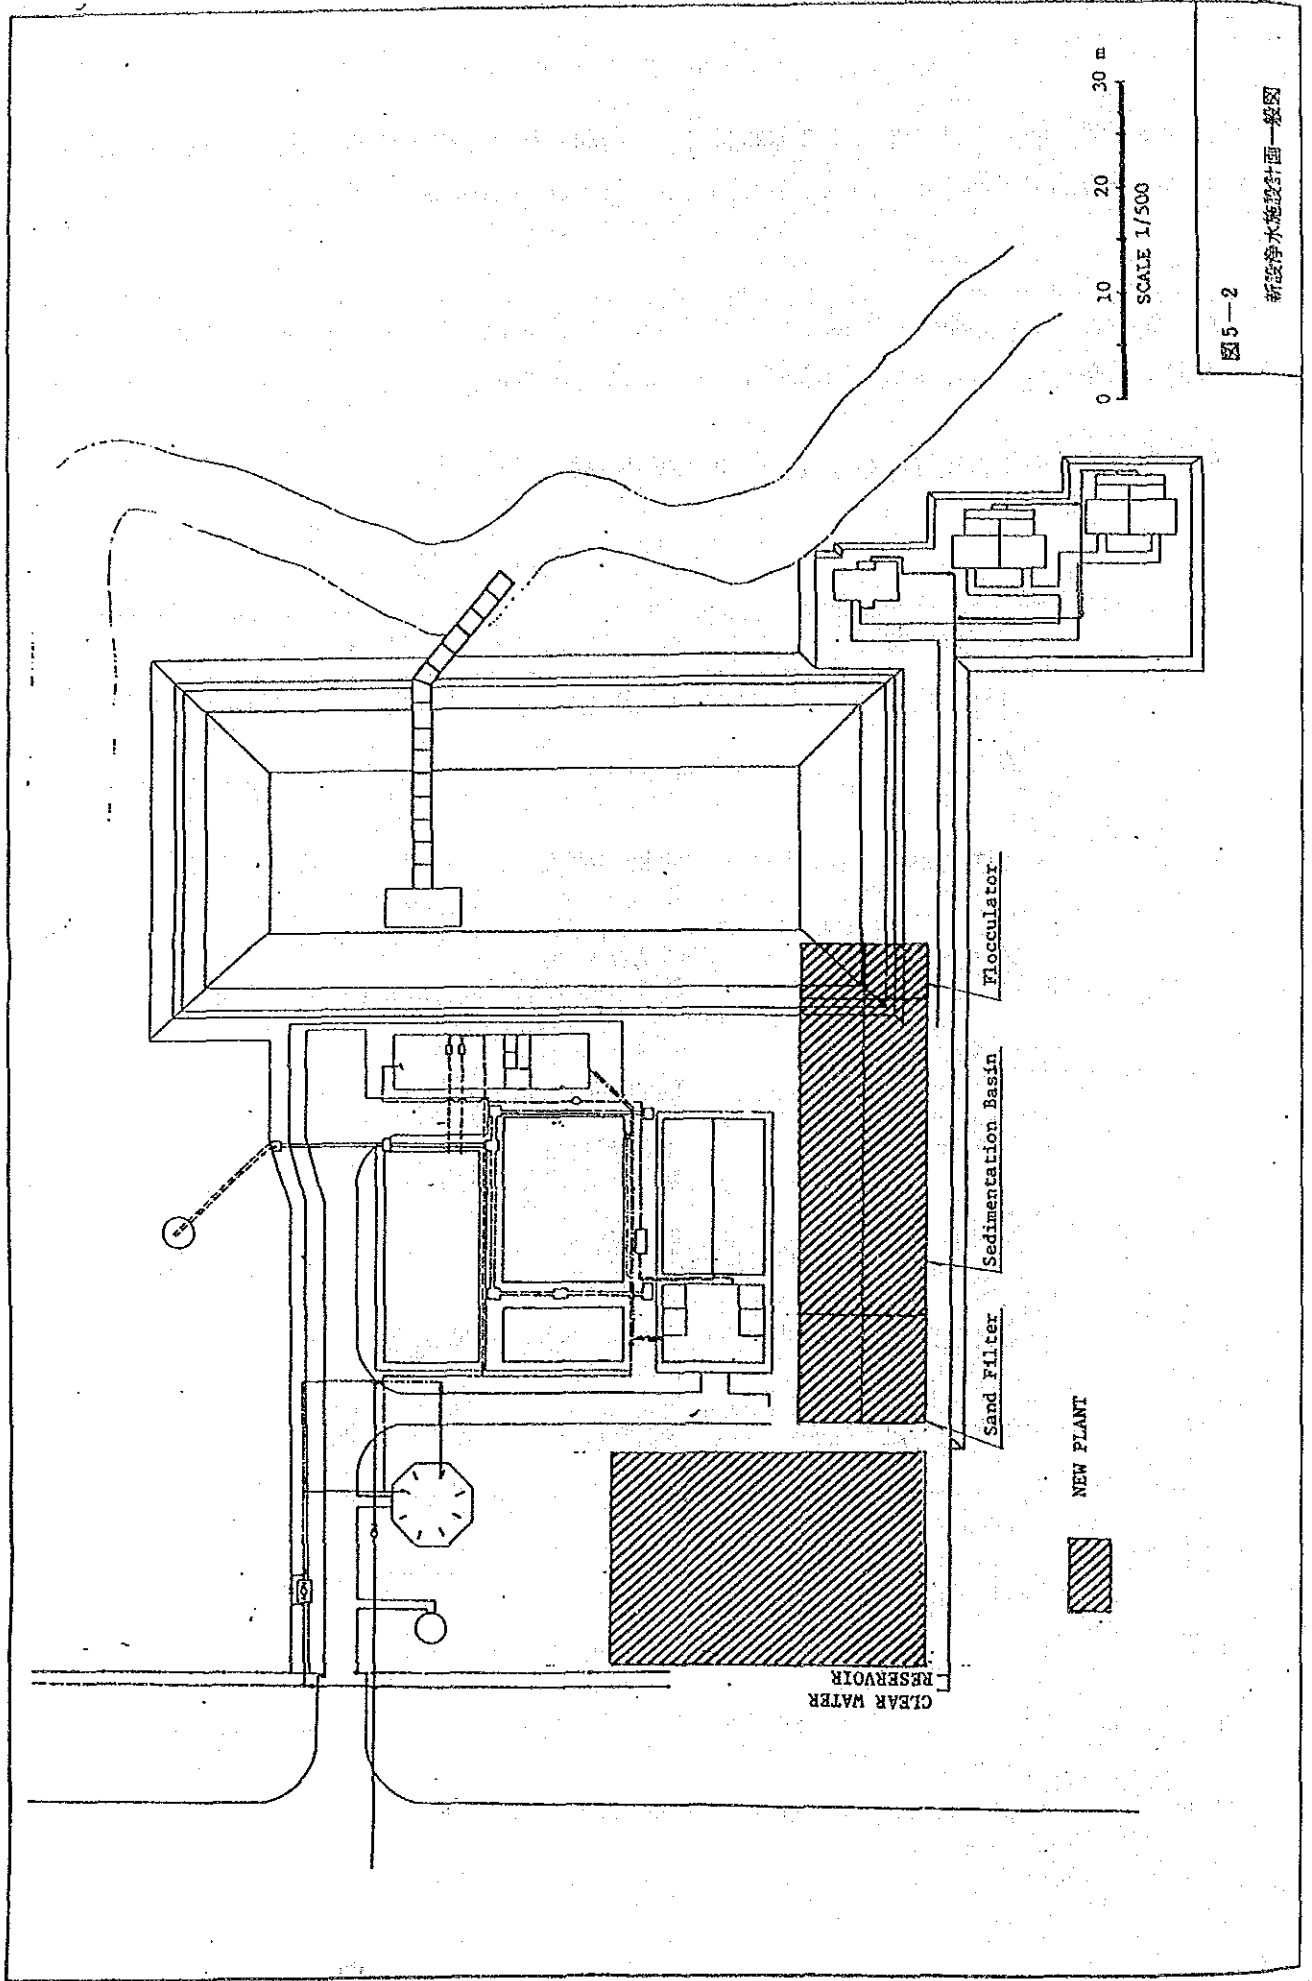 0 10 20 30 m
SCALE 1/500
Sand Filter
Sedimentation Basin
Flocculator
CLEAR WATER
RESERVOIR
NEW PLANT
図5-2
新設浄水施設計画一般図